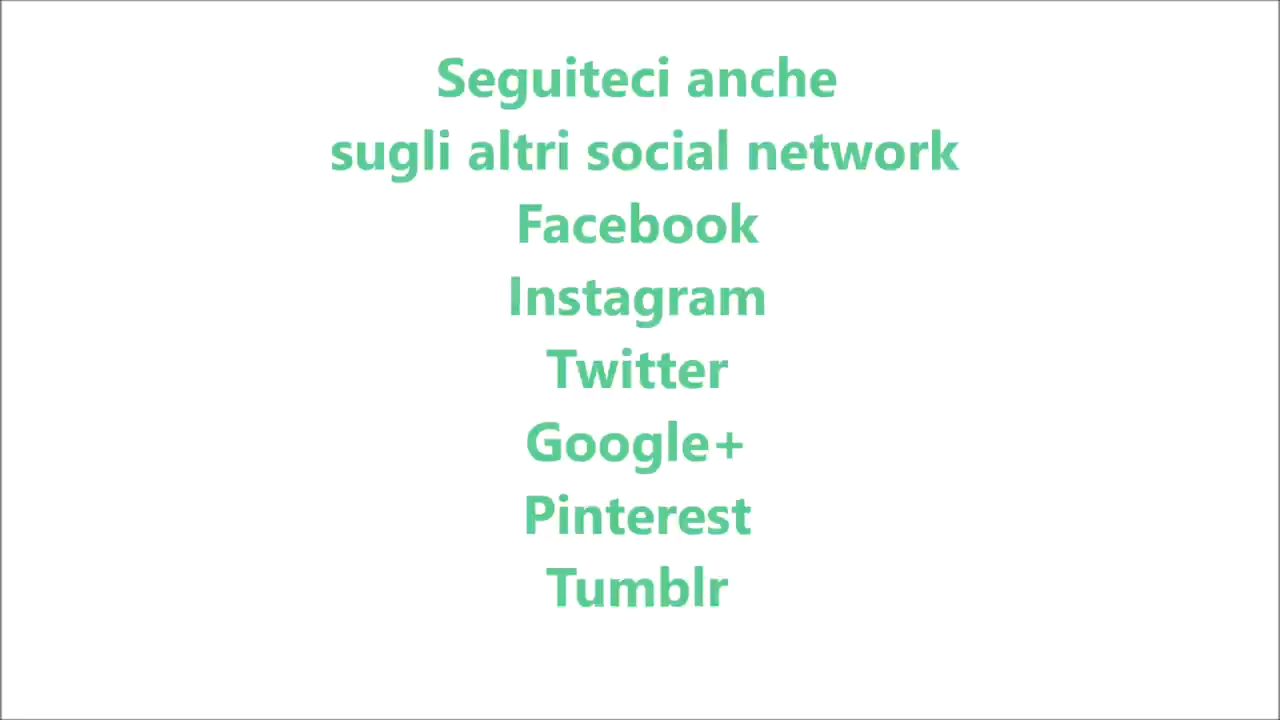 Seguiteci anche
sugli altri social network
Facebook
Instagram
Twitter
Google+
Pinterest
Tumblr